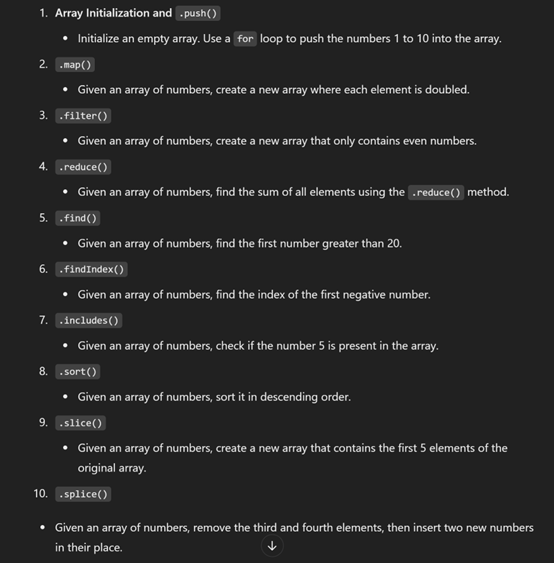 1. Array Initialization and .push()
• Initialize an empty array. Use a for loop to push the numbers 1 to 10 into the array.
2. .map()
• Given an array of numbers, create a new array where each element is doubled.
3. .filter()
• Given an array of numbers, create a new array that only contains even numbers.
4. .reduce()
• Given an array of numbers, find the sum of all elements using the .reduce() method.
5. .find()
• Given an array of numbers, find the first number greater than 20.
6. .findIndex()
• Given an array of numbers, find the index of the first negative number.
7. .includes()
• Given an array of numbers, check if the number 5 is present in the array.
8. .sort()
• Given an array of numbers, sort it in descending order.
9. .slice()
• Given an array of numbers, create a new array that contains the first 5 elements of the
original array.
10. .splice()
• Given an array of numbers, remove the third and fourth elements, then insert two new numbers
in their place.